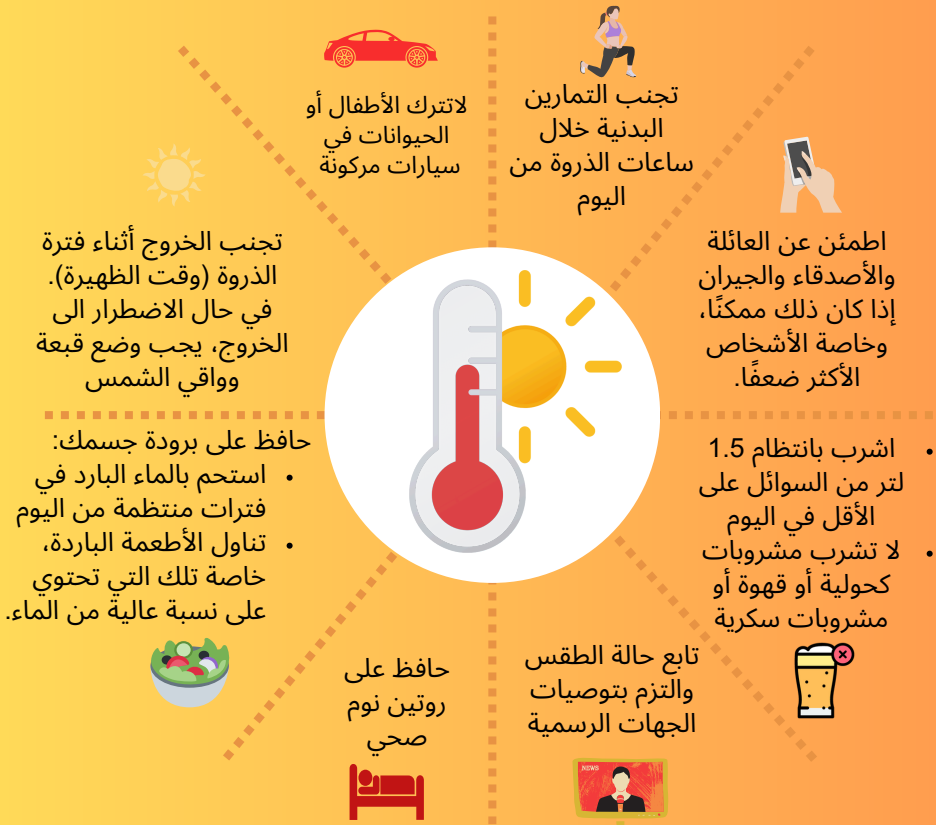 تجنب التمارين
البدنية خلال
ساعات الذروة من
اليوم
لاتترك الأطفال أو
الحيوانات في
سيارات مركونة
اطمئن عن العائلة
والأصدقاء والجيران
إذا كان ذلك ممكنًا،
وخاصة الأشخاص
الأكثر ضعفًا.
تجنب الخروج أثناء فترة
الذروة (وقت الظهيرة).
في حال الاضطرار الى
الخروج، يجب وضع قبعة
وواقي الشمس
• اشرب بانتظام 1.5
لتر من السوائل على
الأقل في اليوم
• لا تشرب مشروبات
كحولية أو قهوة أو
مشروبات سكرية
حافظ على برودة جسمك:
• استحم بالماء البارد في
فترات منتظمة من اليوم
• تناول الأطعمة الباردة،
خاصة تلك التي تحتوي
على نسبة عالية من الماء.
تابع حالة الطقس
والتزم بتوصيات
الجهات الرسمية
NEWS
حافظ على
روتين نوم
صحي